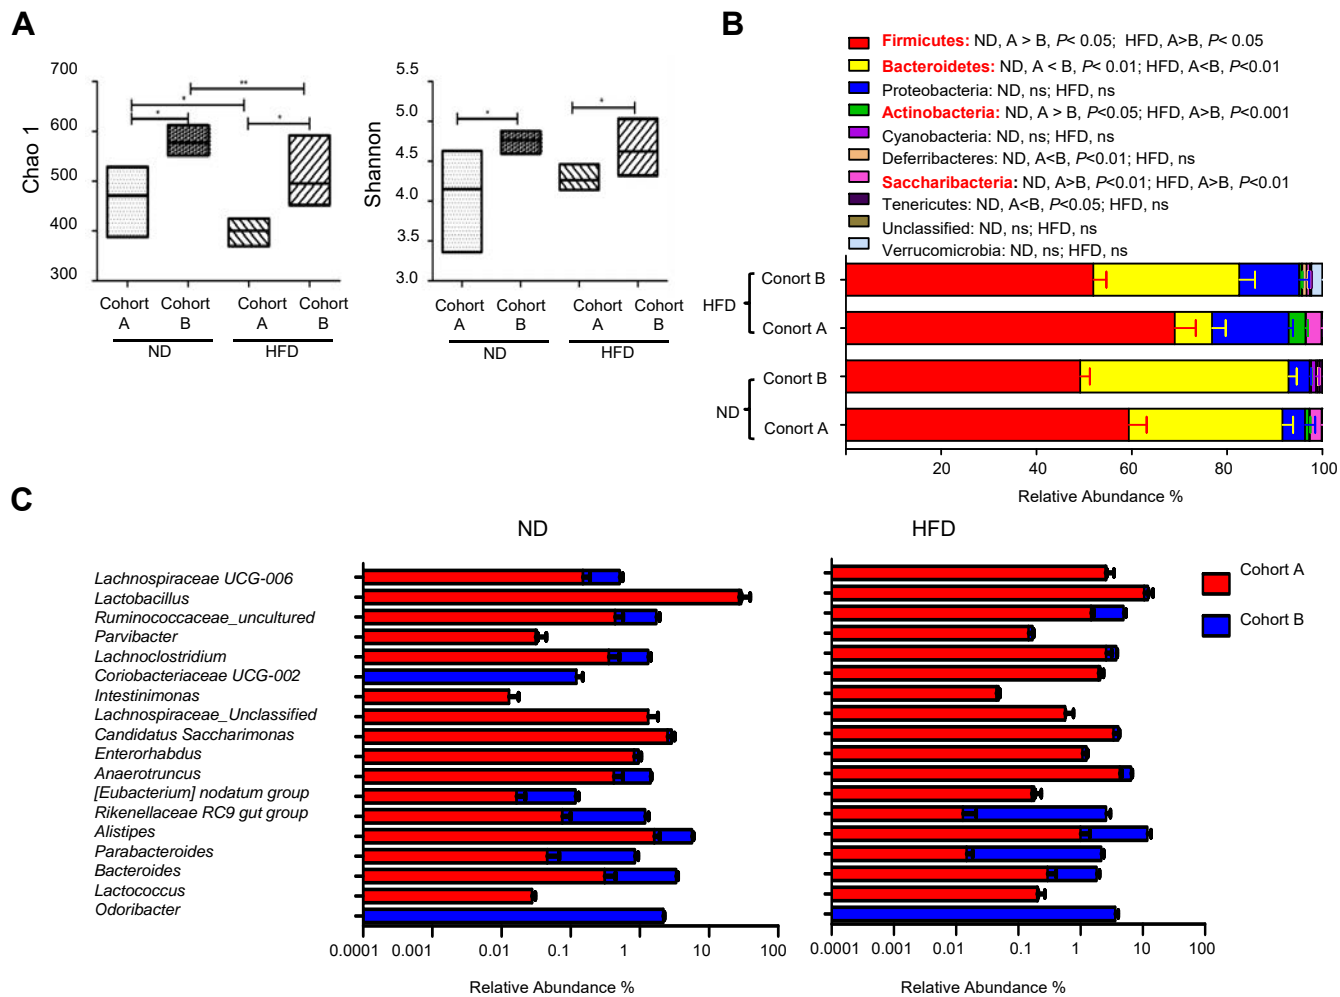 A
700
600
500
400
300
Chao 1
*
*
**
*
Cohort A
Cohort B
Cohort A
Cohort B
ND
HFD
5.5
5.0
4.5
4.0
3.5
3.0
Shannon
*
*
Cohort A
Cohort B
Cohort A
Cohort B
ND
HFD
B
Firmicutes: ND, A > B, P< 0.05; HFD, A>B, P< 0.05
Bacteroidetes: ND, A < B, P< 0.01; HFD, A<B, P<0.01
Proteobacteria: ND, ns; HFD, ns
Actinobacteria: ND, A > B, P<0.05; HFD, A>B, P<0.001
Cyanobacteria: ND, ns; HFD, ns
Deferribacteres: ND, A<B, P<0.01; HFD, ns
Saccharibacteria: ND, A>B, P<0.01; HFD, A>B, P<0.01
Tenericutes: ND, A<B, P<0.05; HFD, ns
Unclassified: ND, ns; HFD, ns
Verrucomicrobia: ND, ns; HFD, ns
HFD
Cohort B
Cohort A
ND
Cohort B
Cohort A
20 40 60 80 100
Relative Abundance %
C
ND
HFD
Cohort A
Cohort B
Lachnospiraceae UCG-006
Lactobacillus
Ruminococcaceae_uncultured
Parvibacter
Lachnoclostridium
Coriobacteriaceae UCG-002
Intestinimonas
Lachnospiraceae_Unclassified
Candidatus Saccharimonas
Enterorhabdus
Anaerotruncus
[Eubacterium] nodatum group
Rikenellaceae RC9 gut group
Alistipes
Parabacteroides
Bacteroides
Lactococcus
Odoribacter
0.0001 0.001 0.01 0.1 1 10 100
Relative Abundance %
0.0001 0.001 0.01 0.1 1 10 100
Relative Abundance %